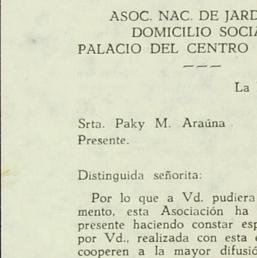 ASOC. NAC. DE JARD
DOMICILIO SOCIA
PALACIO DEL CENTRO
La
Srta. Paky M. Araúna
Presente.
Distinguida señorita:
Por lo que a Vd. pudiera
mento, esta Asociación ha
presente haciendo constar esp
por Vd., realizada con esta e
cooperen a la mayor difusió